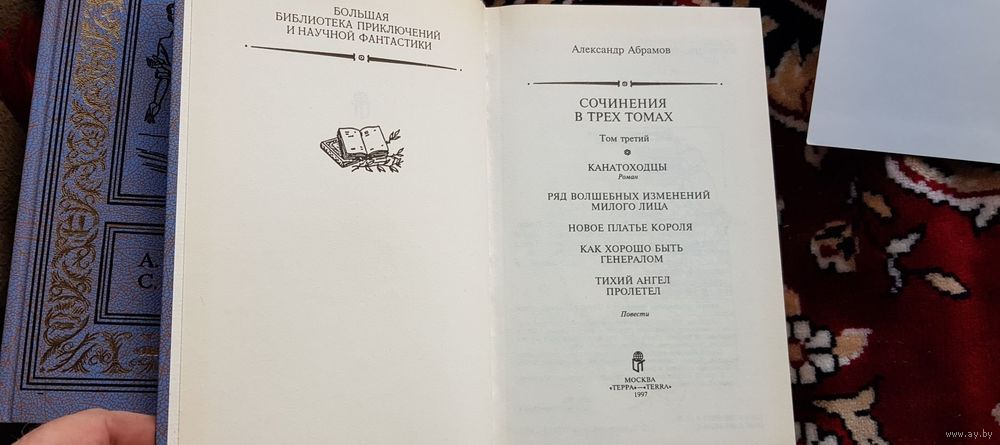 БОЛЬШАЯ
БИБЛИОТЕКА ПРИКЛЮЧЕНИЙ
И НАУЧНОЙ ФАНТАСТИКИ
Александр Абрамов
СОЧИНЕНИЯ
В ТРЕХ ТОМАХ
Том третий
КАНАТОХОДЦЫ
Роман
РЯД ВОЛШЕБНЫХ ИЗМЕНЕНИЙ
МИЛОГО ЛИЦА
НОВОЕ ПЛАТЬЕ КОРОЛЯ
КАК ХОРОШО БЫТЬ
ГЕНЕРАЛОМ
ТИХИЙ АНГЕЛ
ПРОЛЕТЕЛ
Повести
МОСКВА
«ТЕРРА»—«TERRA»
1997
А.
С.
www.ay.by